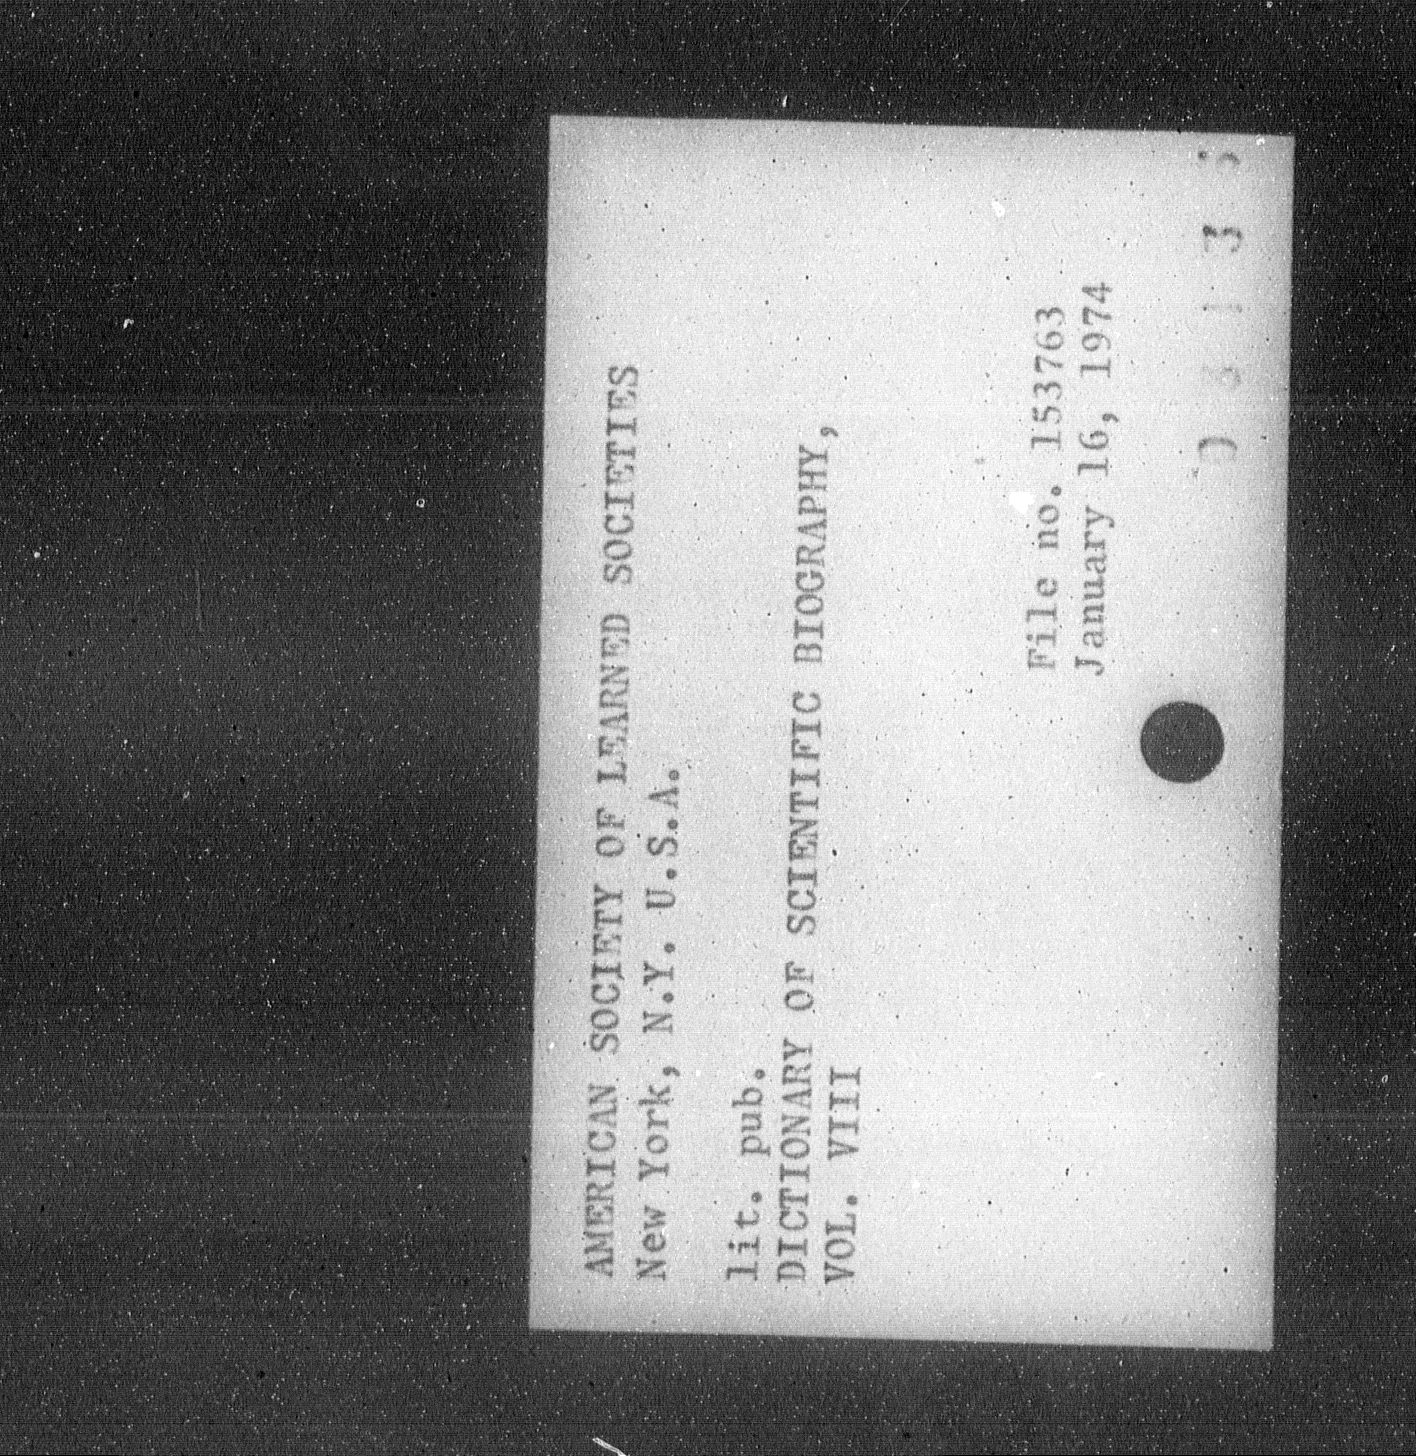 AMERICAN SOCIETY OF LEARNED SOCIETIES
New York, N.Y. U.S.A.
lit. pub.
DICTIONARY OF SCIENTIFIC BIOGRAPHY,
VOL. VIII
File no. 153763
January 16, 1974